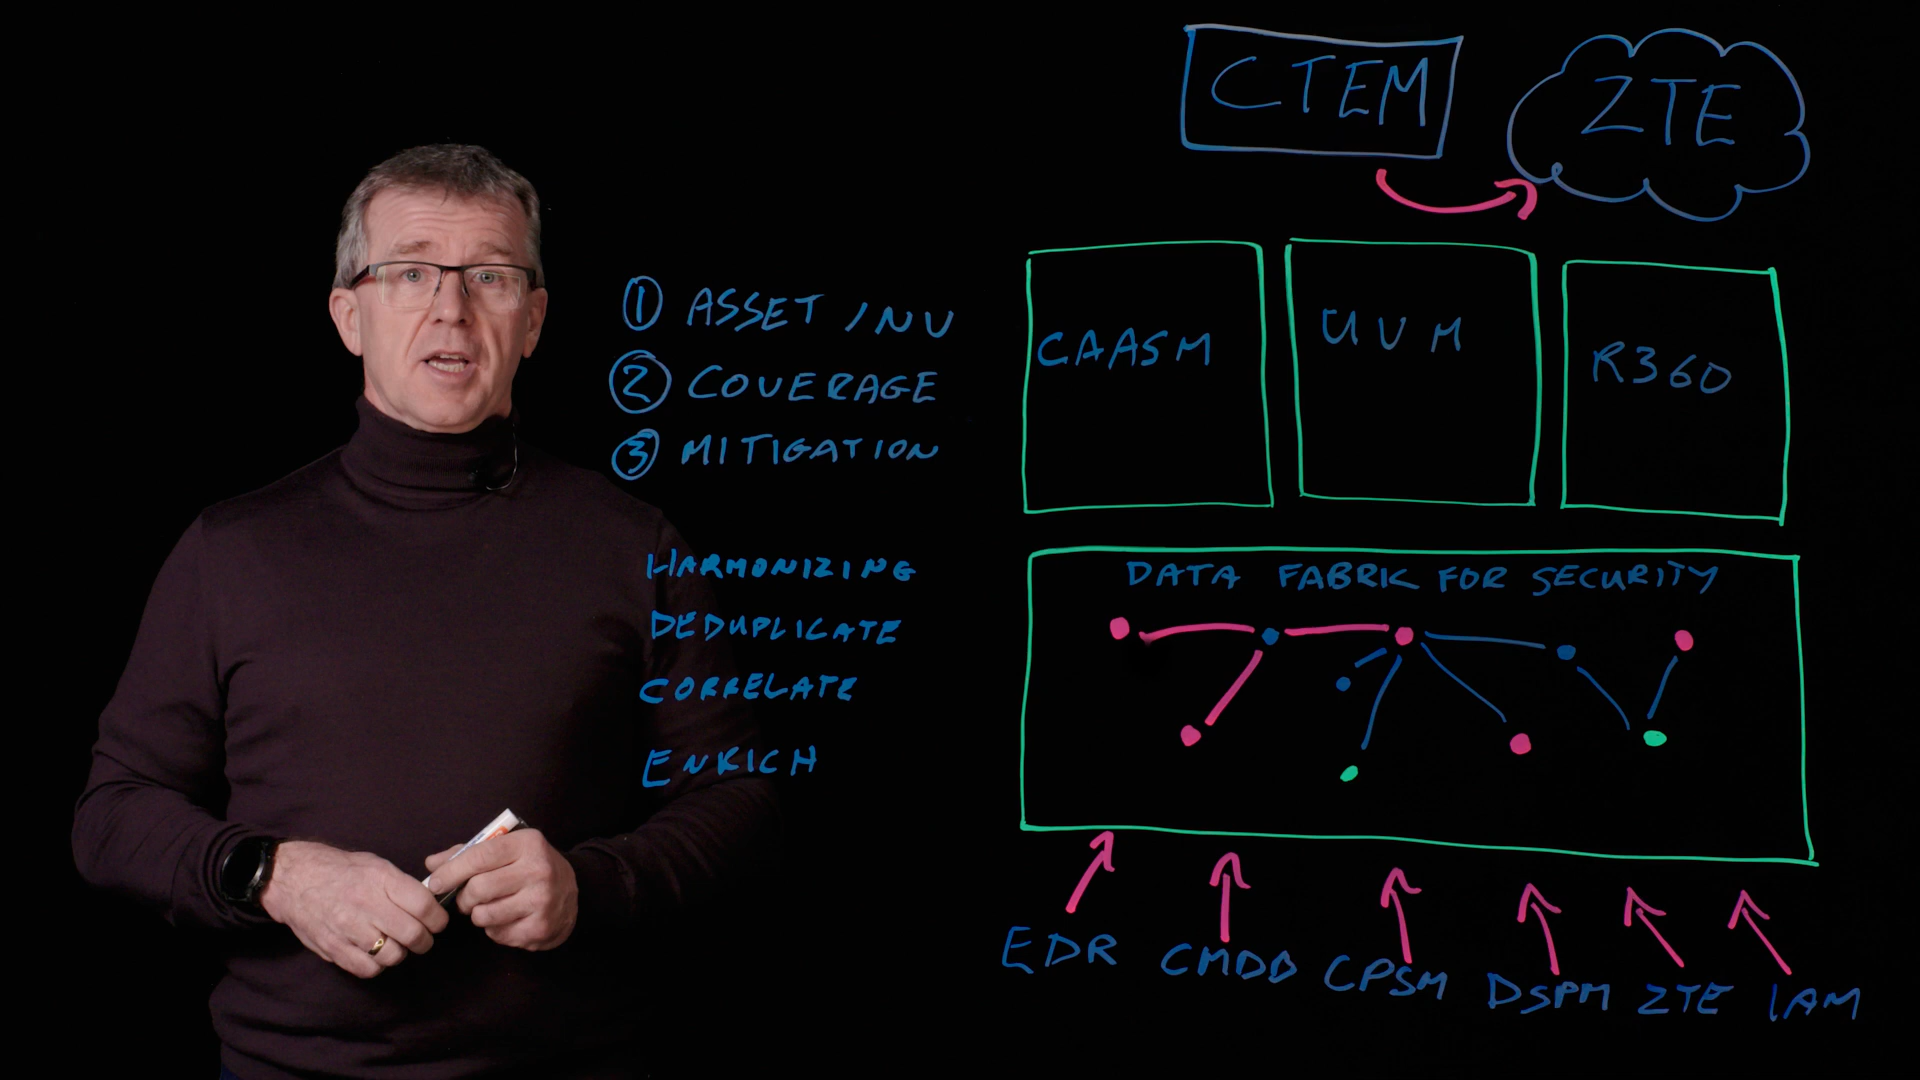 CTEM
ZTE
① ASSET INV
② COVERAGE
③ MITIGATION
CAASM
UVM
R360
HARMONIZING
DEDUPLICATE
CORRELATE
ENRICH
DATA FABRIC FOR SECURITY
EDR
CMDB
CPSM
DSPM
ZTE
IAM